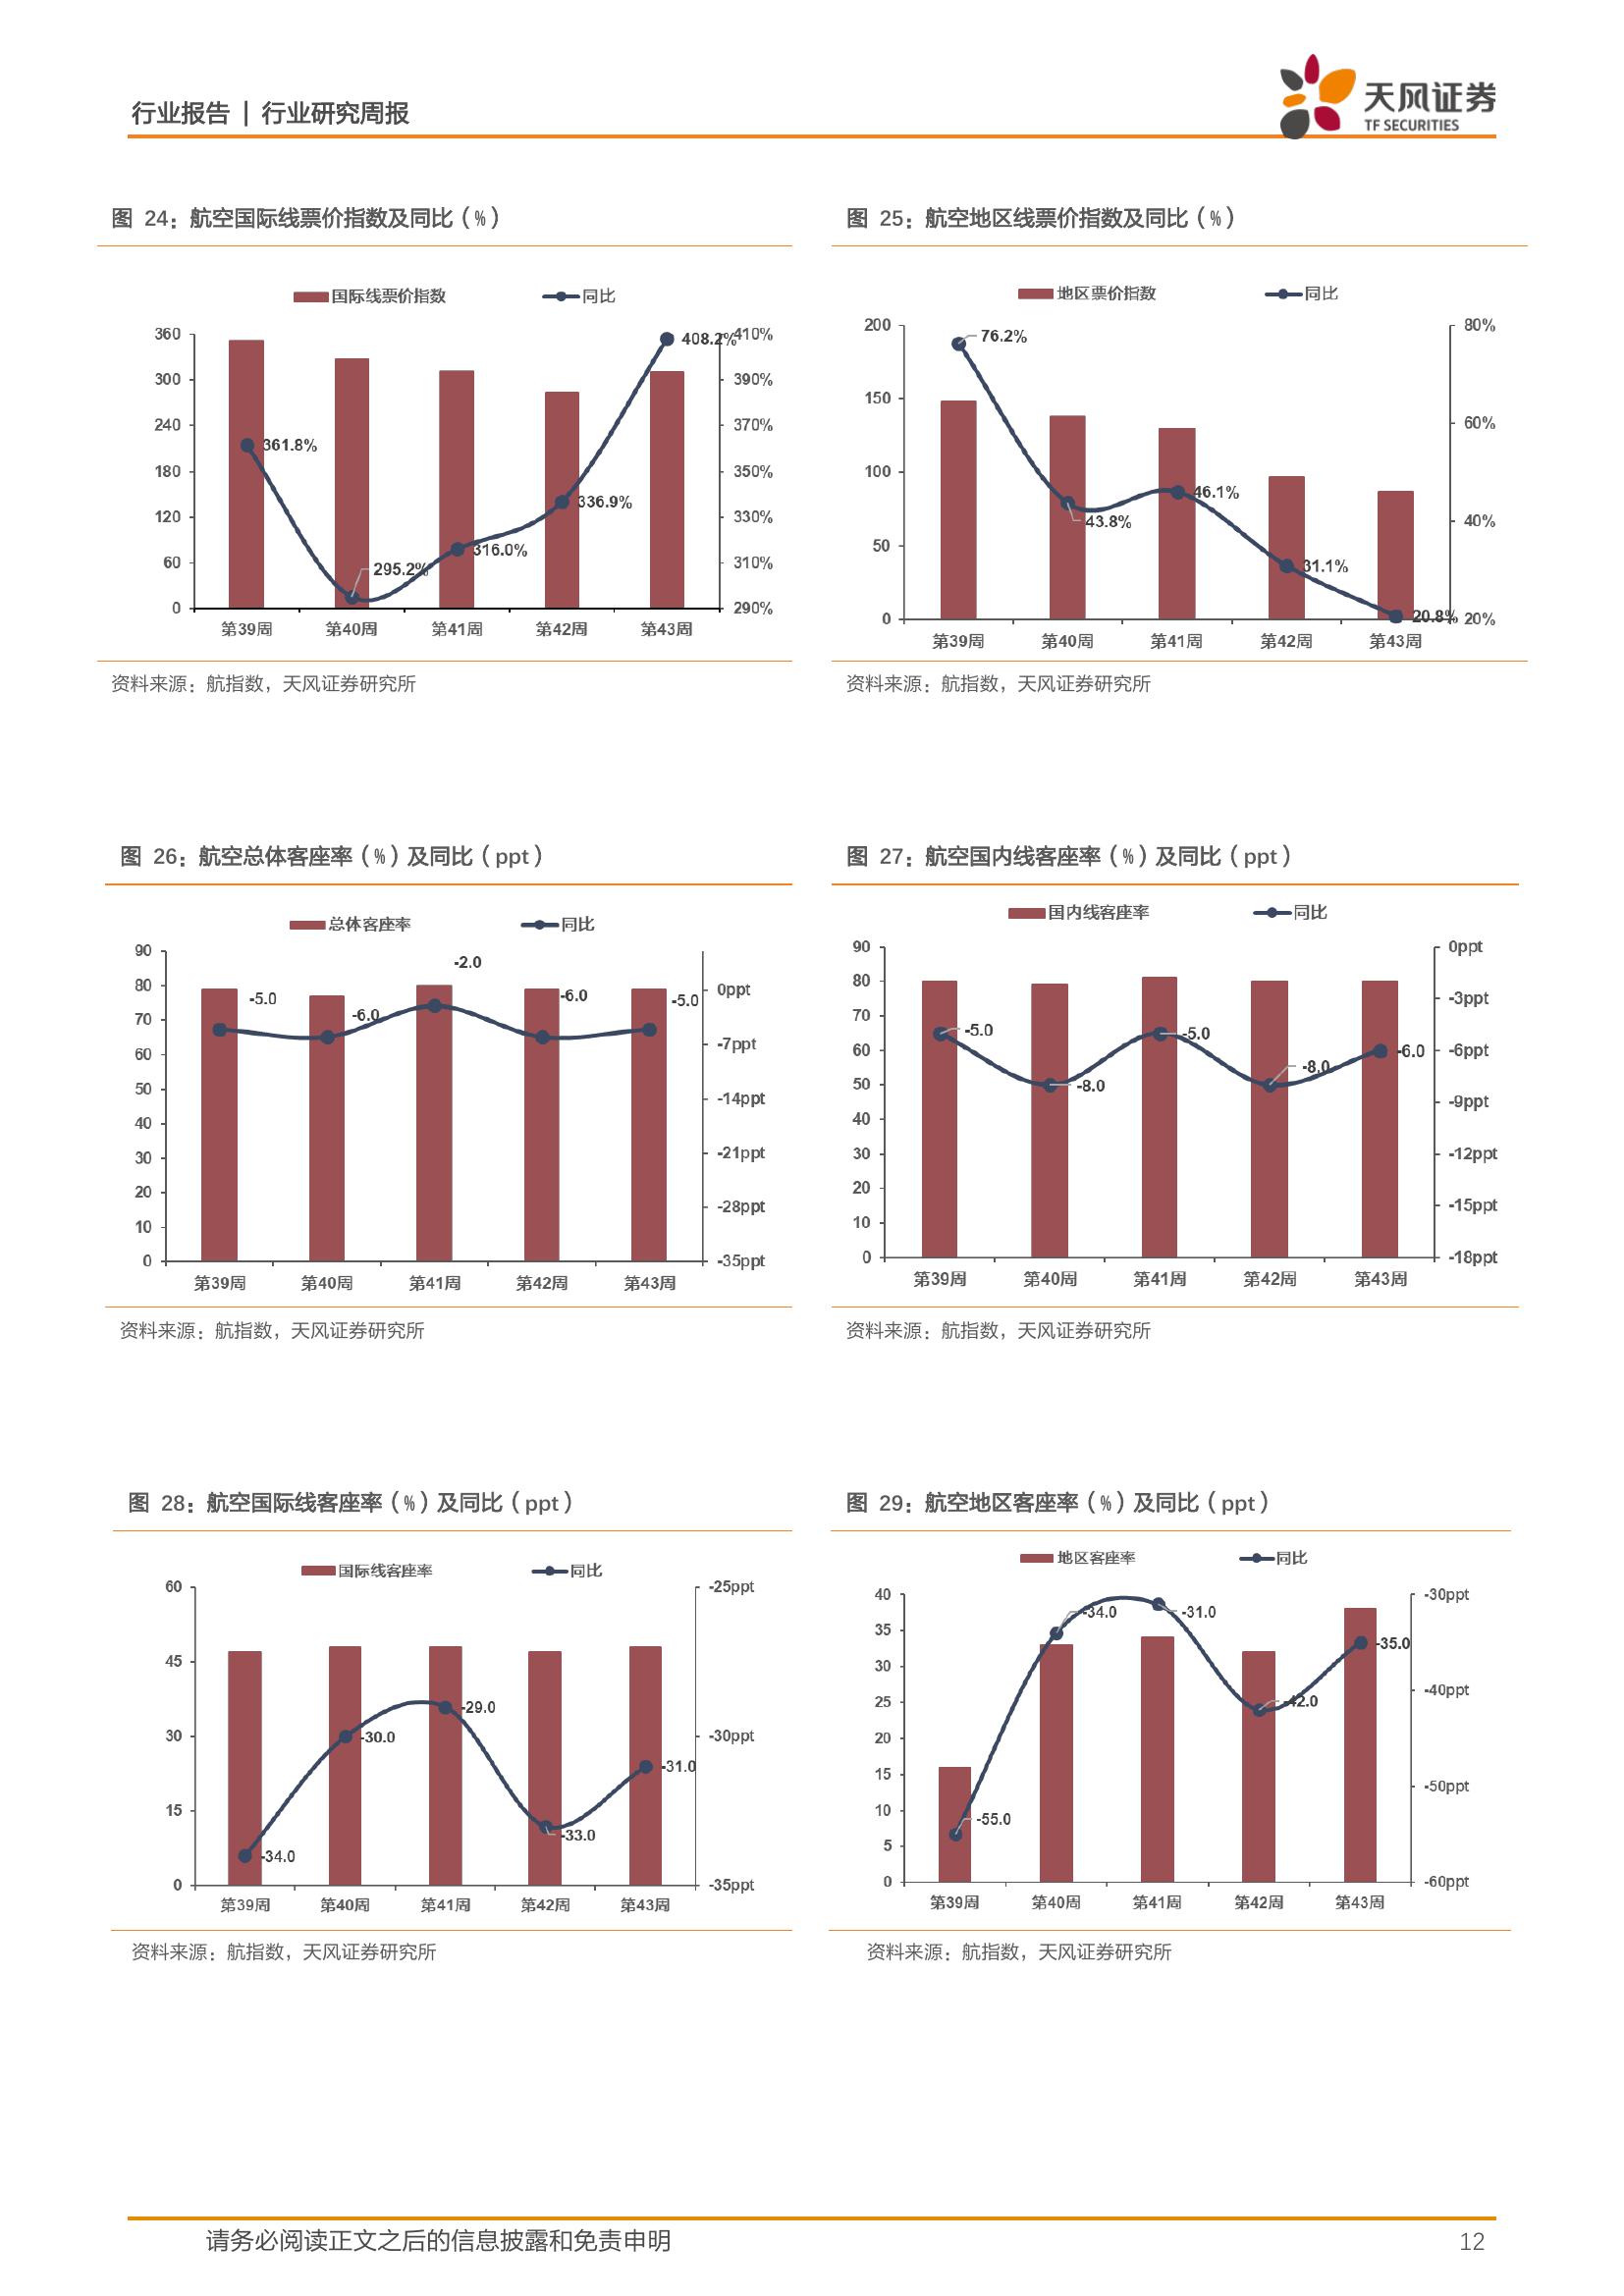 行业报告 | 行业研究周报
天风证券
TF SECURITIES
图 24：航空国际线票价指数及同比（%）
国际线票价指数 同比
360
300
240
180
120
60
0
410%
390%
370%
350%
330%
310%
290%
361.8%
295.2%
316.0%
336.9%
408.2%
第39周 第40周 第41周 第42周 第43周
资料来源：航指数，天风证券研究所
图 25：航空地区线票价指数及同比（%）
地区票价指数 同比
200
150
100
50
0
80%
60%
40%
20%
76.2%
43.8%
46.1%
31.1%
20.8%
第39周 第40周 第41周 第42周 第43周
资料来源：航指数，天风证券研究所
图 26：航空总体客座率（%）及同比（ppt）
总体客座率 同比
90
80
70
60
50
40
30
20
10
0
0ppt
-7ppt
-14ppt
-21ppt
-28ppt
-35ppt
-5.0
-6.0
-2.0
-6.0
-5.0
第39周 第40周 第41周 第42周 第43周
资料来源：航指数，天风证券研究所
图 27：航空国内线客座率（%）及同比（ppt）
国内线客座率 同比
90
80
70
60
50
40
30
20
10
0
0ppt
-3ppt
-6ppt
-9ppt
-12ppt
-15ppt
-18ppt
-5.0
-8.0
-5.0
-8.0
-6.0
第39周 第40周 第41周 第42周 第43周
资料来源：航指数，天风证券研究所
图 28：航空国际线客座率（%）及同比（ppt）
国际线客座率 同比
60
45
30
15
0
-25ppt
-30ppt
-35ppt
-34.0
-30.0
-29.0
-33.0
-31.0
第39周 第40周 第41周 第42周 第43周
资料来源：航指数，天风证券研究所
图 29：航空地区客座率（%）及同比（ppt）
地区客座率 同比
40
35
30
25
20
15
10
5
0
-30ppt
-40ppt
-50ppt
-60ppt
-55.0
-34.0
-31.0
-42.0
-35.0
第39周 第40周 第41周 第42周 第43周
资料来源：航指数，天风证券研究所
请务必阅读正文之后的信息披露和免责申明 12